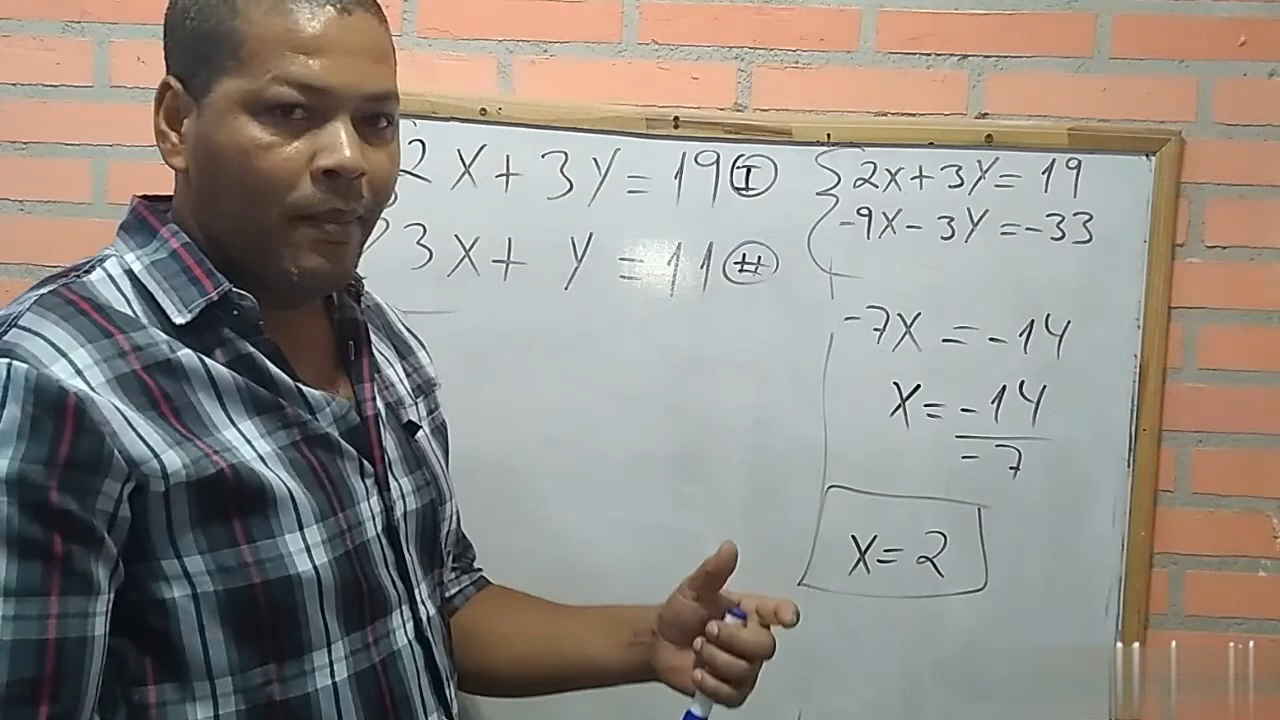 2X + 3Y = 19 I
3X + Y = 11 II
2X + 3Y = 19
-9X - 3Y = -33
-7X = -14
X = -14
-7
X = 2